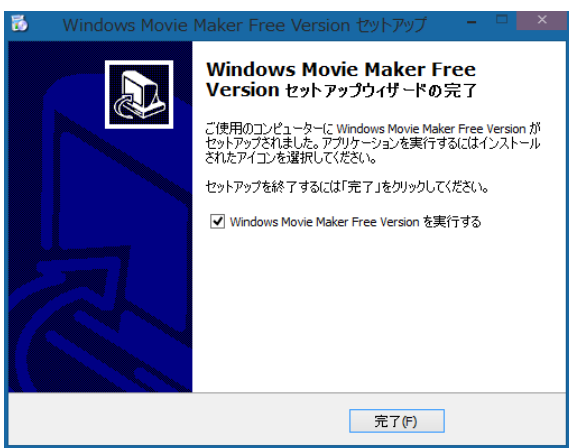 Windows Movie Maker Free Version セットアップ
Windows Movie Maker Free
Version セットアップウィザードの完了
ご使用のコンピューターに Windows Movie Maker Free Version が
セットアップされました。アプリケーションを実行するにはインストール
されたアイコンを選択してください。
セットアップを終了するには「完了」をクリックしてください。
Windows Movie Maker Free Version を実行する
完了(F)